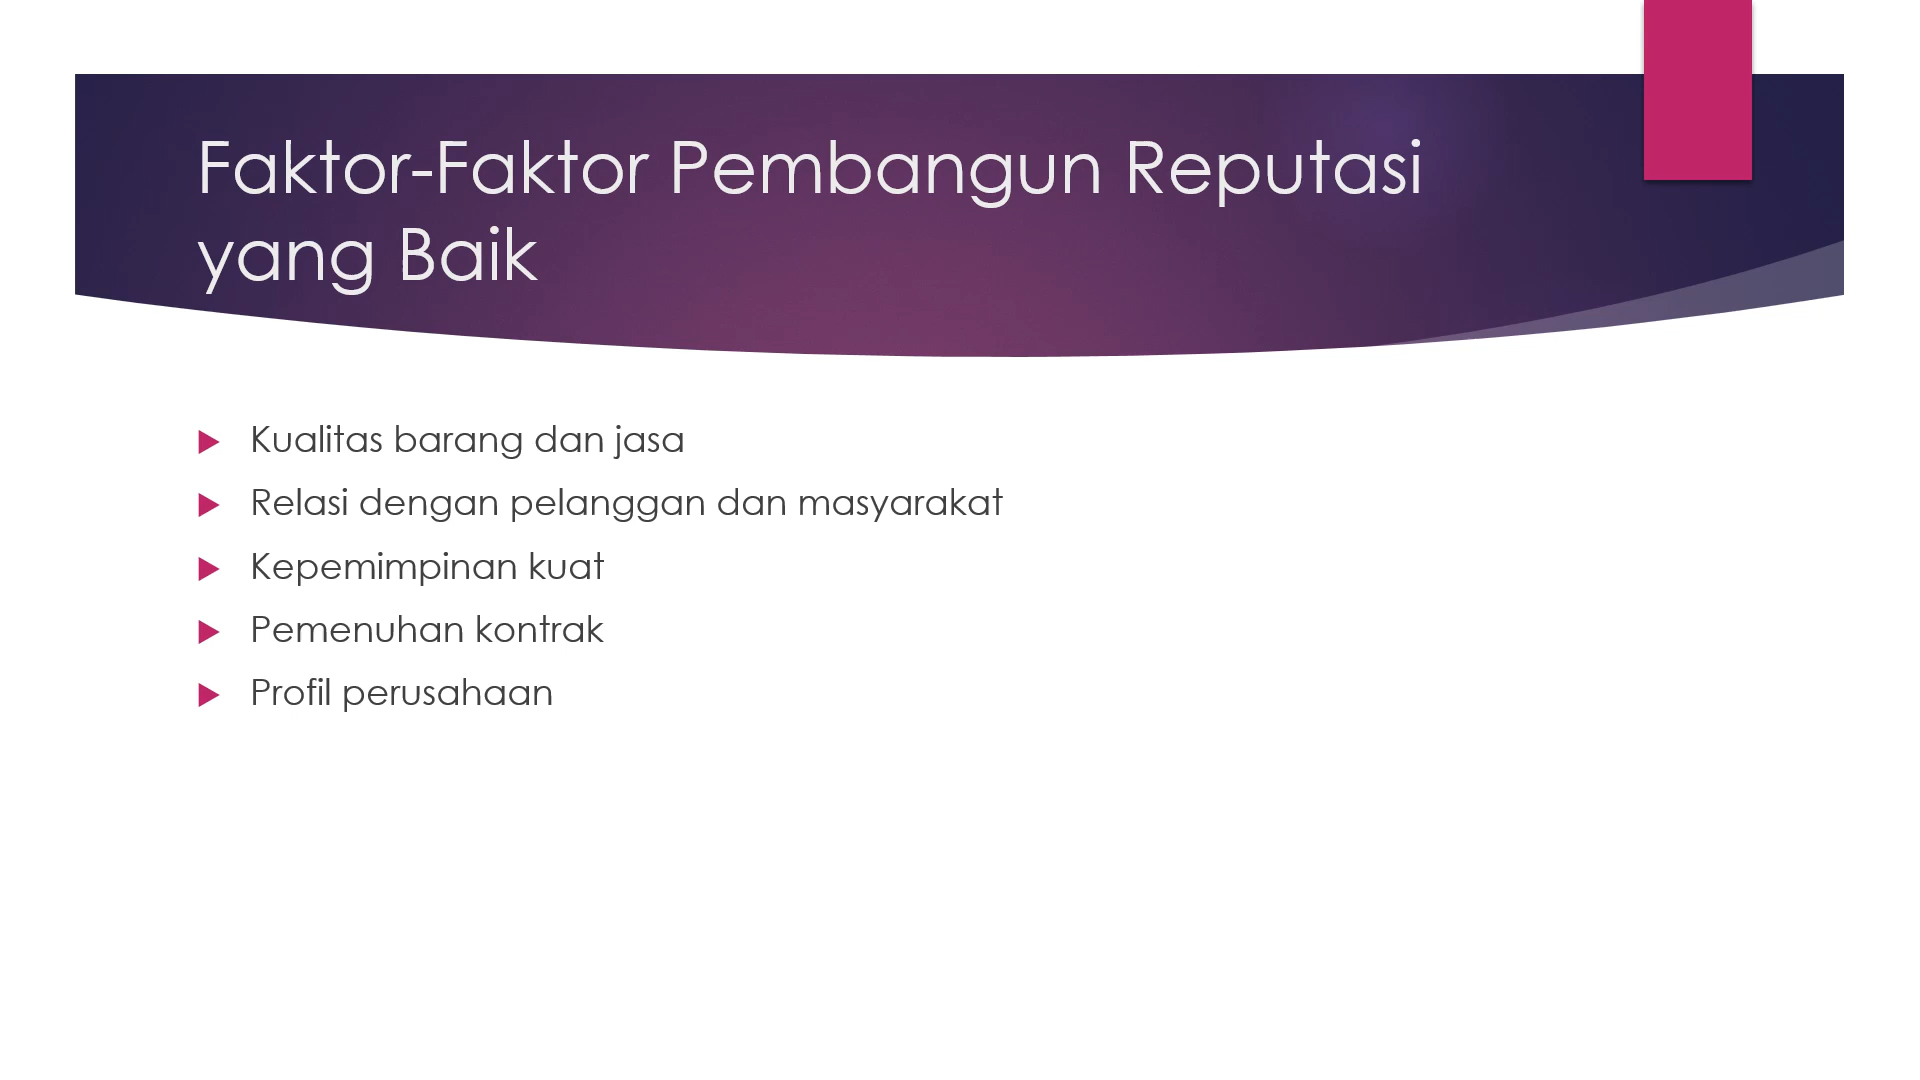 Faktor-Faktor Pembangun Reputasi
yang Baik
Kualitas barang dan jasa
Relasi dengan pelanggan dan masyarakat
Kepemimpinan kuat
Pemenuhan kontrak
Profil perusahaan